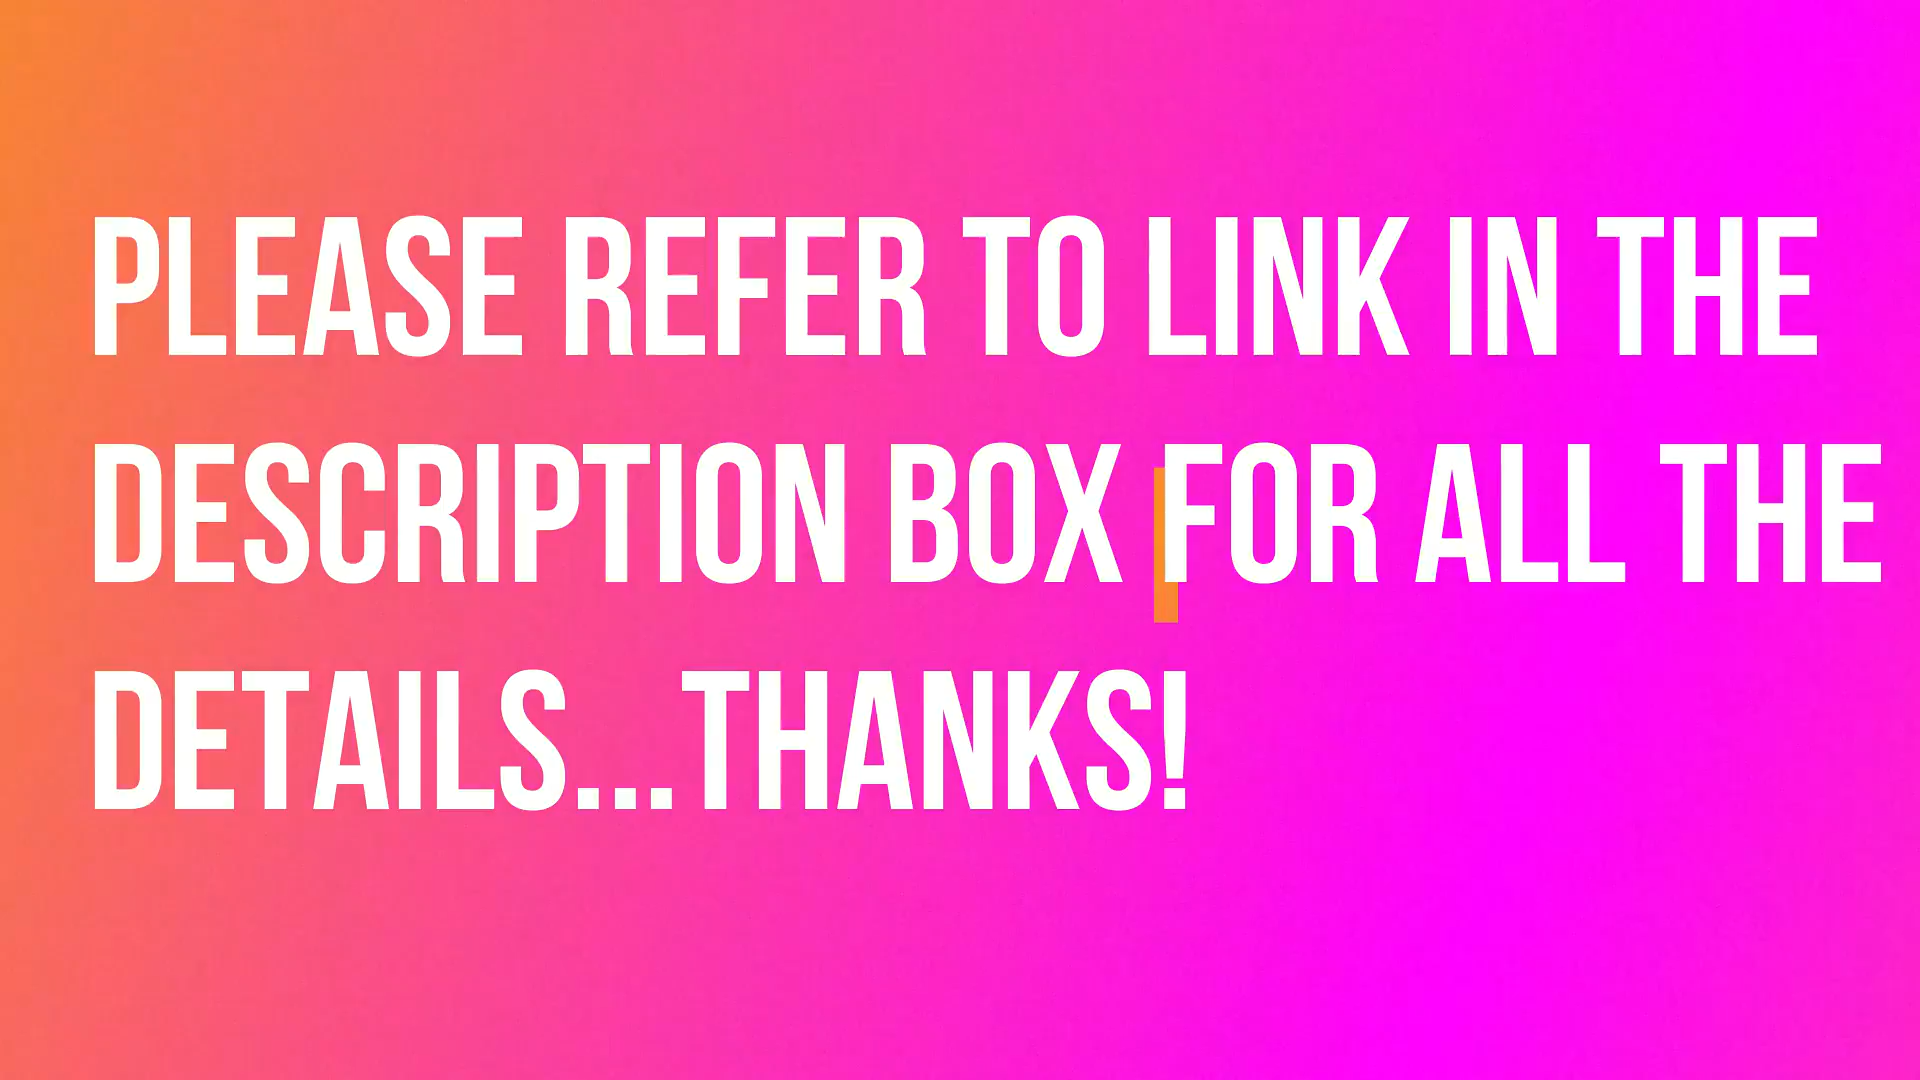 PLEASE REFER TO LINK IN THE
DESCRIPTION BOX FOR ALL THE
DETAILS...THANKS!